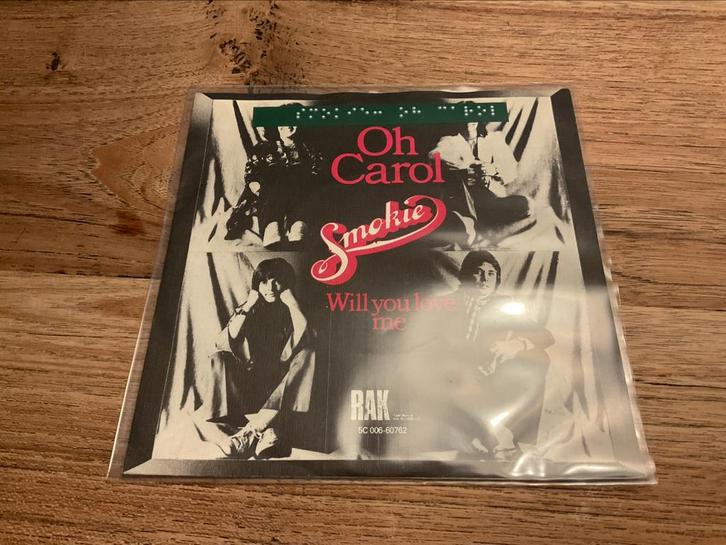 Oh
Carol
Smokie
Will you love
me
RAK
5C 006-60762